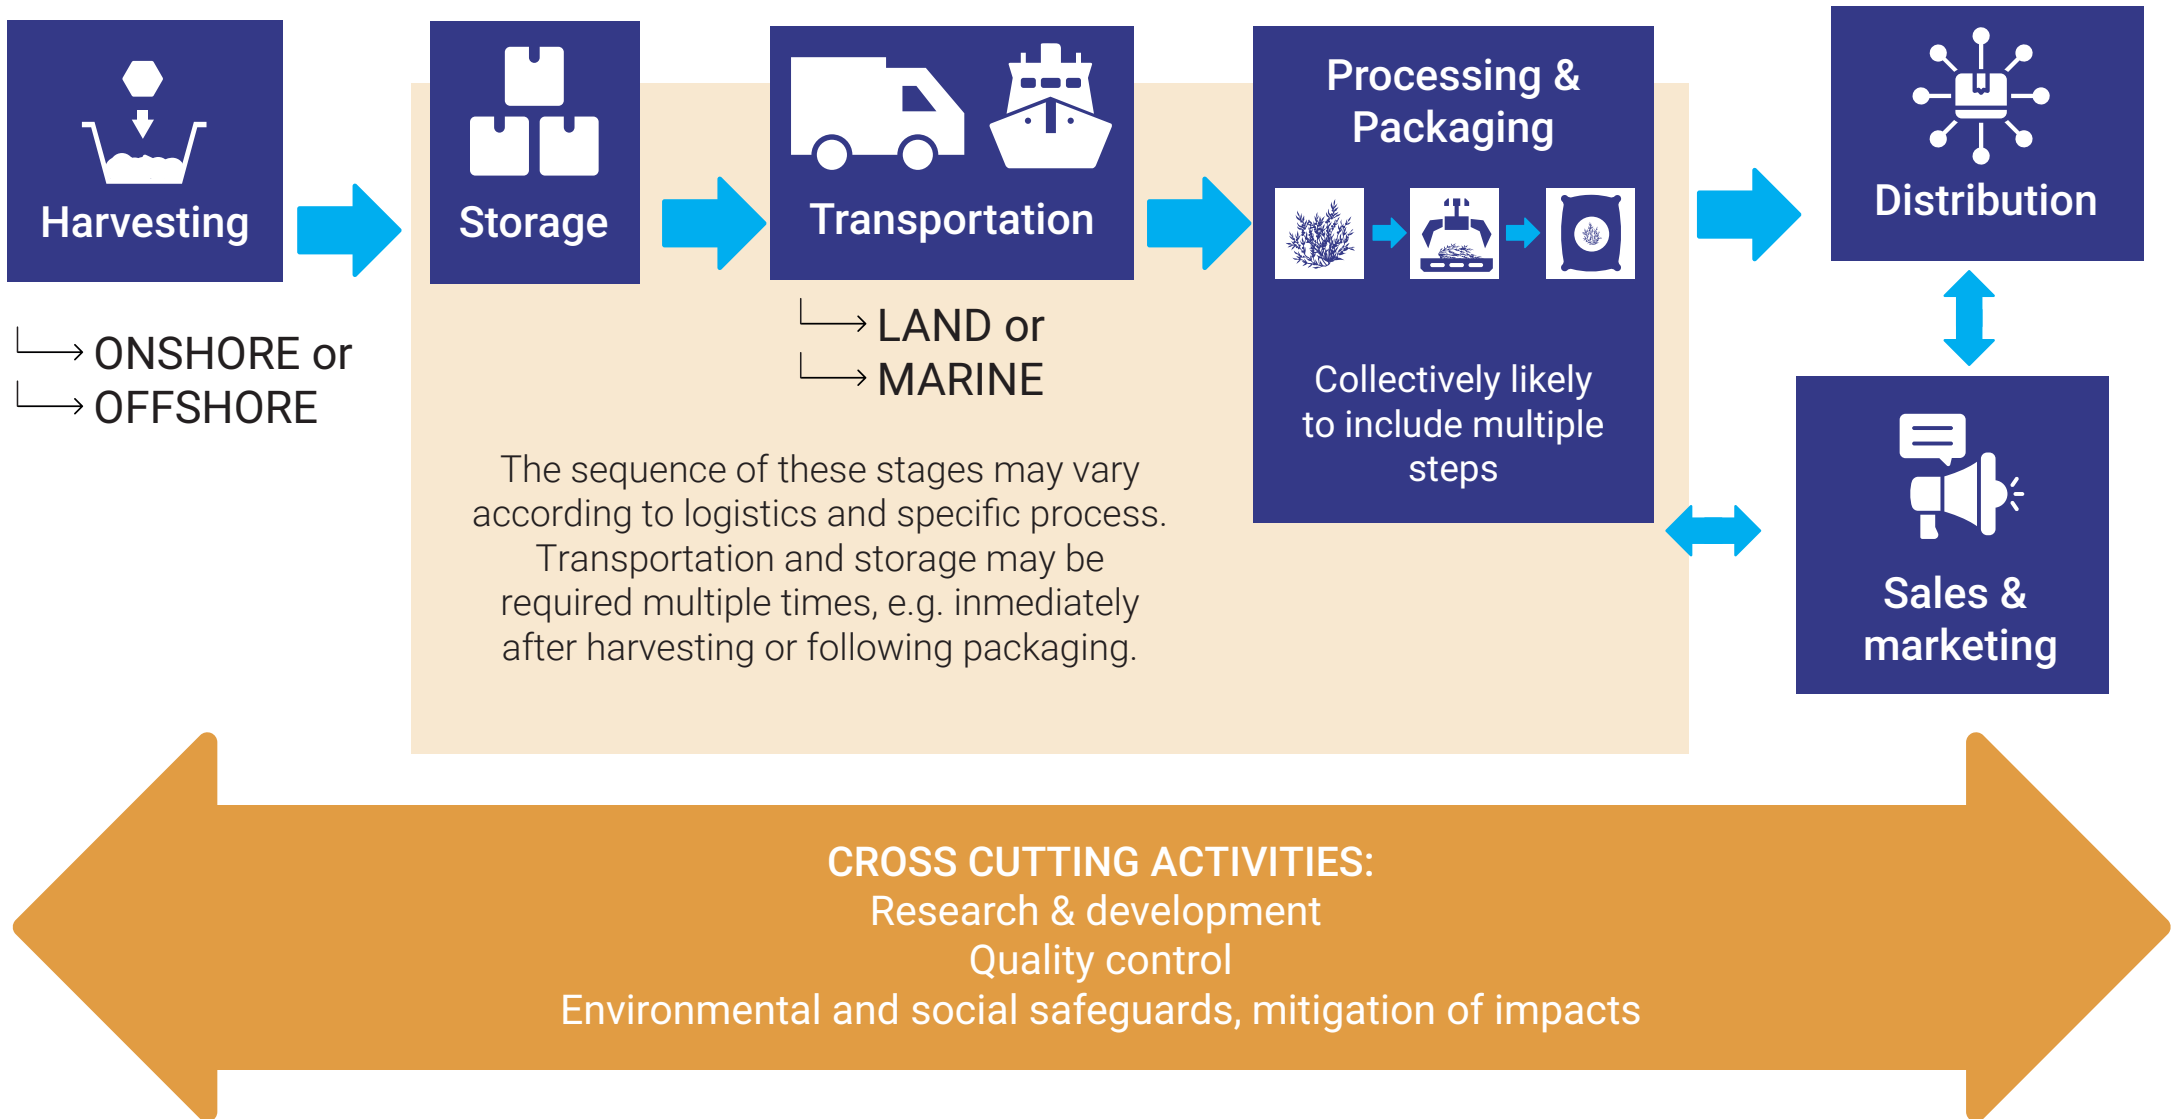 Harvesting
ONSHORE or
OFFSHORE
Storage
Transportation
LAND or
MARINE
The sequence of these stages may vary
according to logistics and specific process.
Transportation and storage may be
required multiple times, e.g. inmediately
after harvesting or following packaging.
Processing &
Packaging
Collectively likely
to include multiple
steps
Distribution
Sales &
marketing
CROSS CUTTING ACTIVITIES:
Research & development
Quality control
Environmental and social safeguards, mitigation of impacts